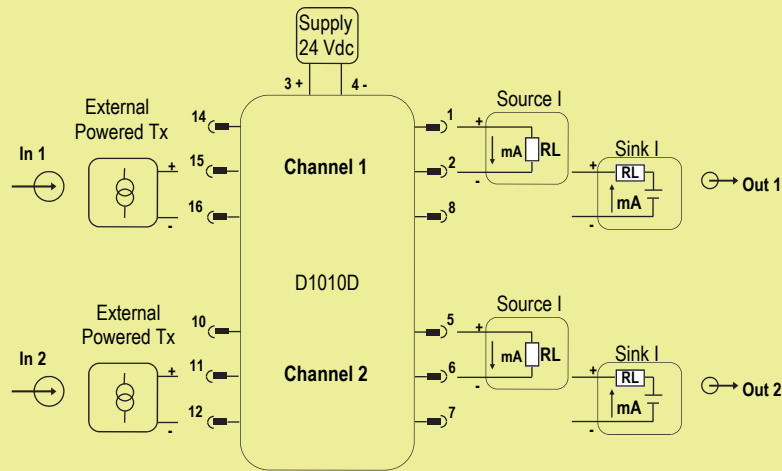 Supply
24 Vdc
3 + 4 -
External
Powered Tx
In 1
+
-
14
15
16
Channel 1
1
2
8
Source I
+
mA RL
-
Sink I
+
RL
mA
-
Out 1
D1010D
External
Powered Tx
In 2
+
-
10
11
12
Channel 2
5
6
7
Source I
+
mA RL
-
Sink I
+
RL
mA
-
Out 2